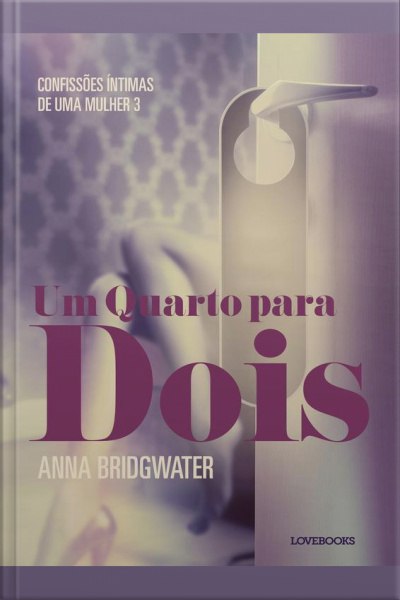 CONFISSÕES ÍNTIMAS
DE UMA MULHER 3
Um Quarto para
Dois
ANNA BRIDGWATER
LOVEBOOKS